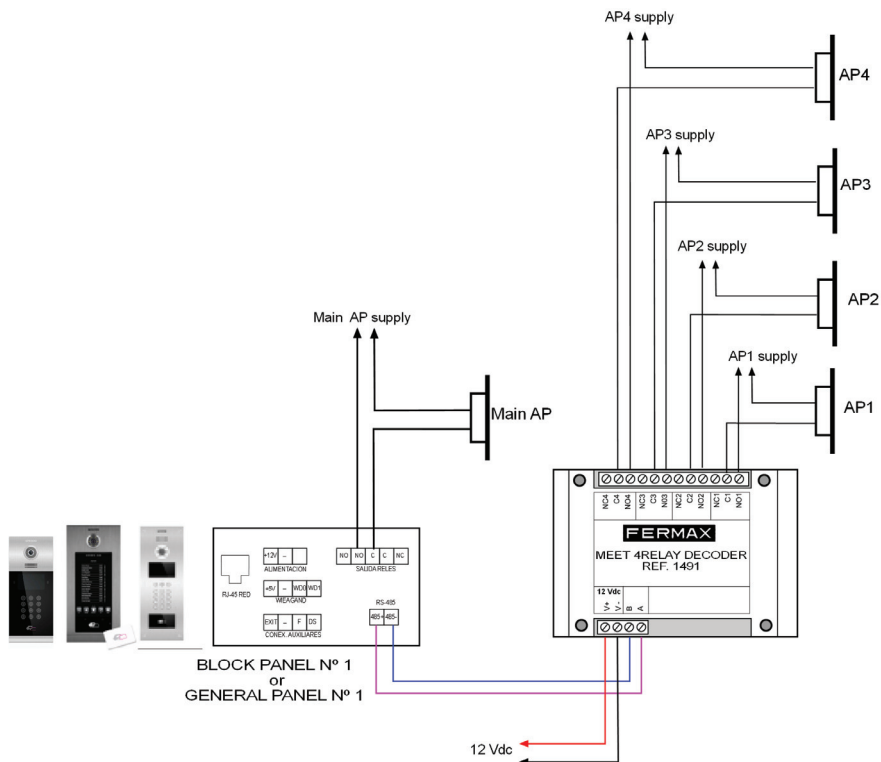 AP4 supply
AP4
AP3 supply
AP3
AP2 supply
AP2
Main AP supply
AP1 supply
AP1
Main AP
NC4 C4 NO4 NC3 C3 N03 NC2 C2 NO2 NC1 C1 NO1
FERMAX
MEET 4RELAY DECODER
REF. 1491
12 Vdc
V+ V- B A
+12V –
ALIMENTACION
NO NO C C NC
SALIDA RELES
RJ-45 RED
+5V – WD0 WD1
WIEAGAND
RS-485
485+ 485-
EXIT – F DS
CONEX. AUXILIARES
BLOCK PANEL Nº 1
or
GENERAL PANEL Nº 1
12 Vdc